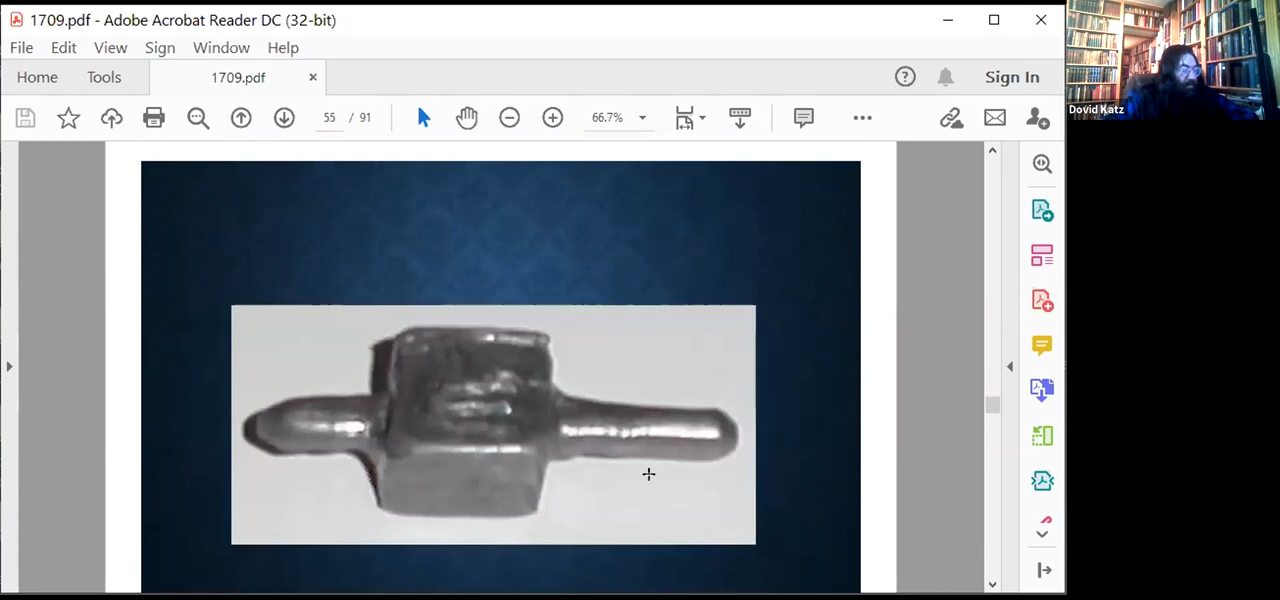 1709.pdf - Adobe Acrobat Reader DC (32-bit)
File Edit View Sign Window Help
Home Tools 1709.pdf × Sign In
55 / 91 66.7%
Dovid Katz